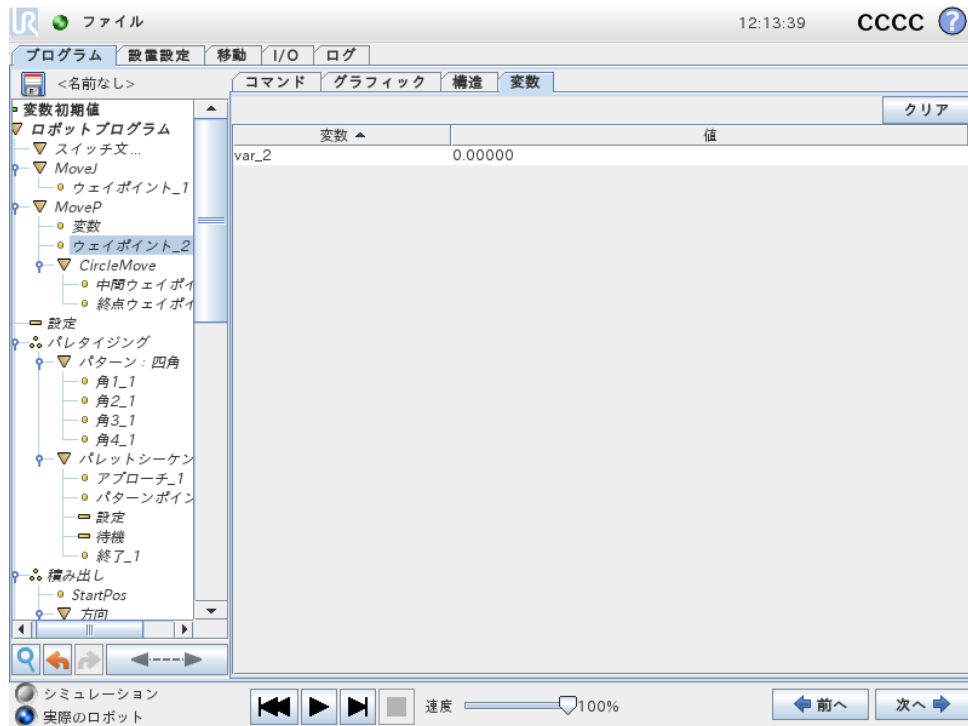 UR ファイル 12:13:39 CCCC ?
プログラム 設置設定 移動 I/O ログ
<名前なし>
コマンド グラフィック 構造 変数
クリア
変数 値
var_2 0.00000
変数初期値
ロボットプログラム
スイッチ文...
MoveJ
ウェイポイント_1
MoveP
変数
ウェイポイント_2
CircleMove
中間ウェイポイ
終点ウェイポイ
設定
パレタイジング
パターン : 四角
角1_1
角2_1
角3_1
角4_1
パレットシーケン
アプローチ_1
パターンポイン
設定
待機
終了_1
積み出し
StartPos
方向
シミュレーション
実際のロボット
速度 100%
前へ 次へ